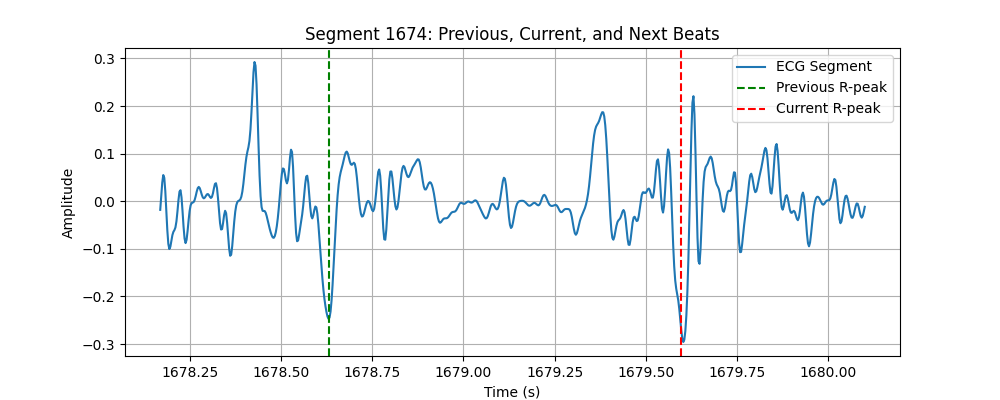 Segment 1674: Previous, Current, and Next Beats
ECG Segment
Previous R-peak
Current R-peak
Amplitude
0.3
0.2
0.1
0.0
−0.1
−0.2
−0.3
1678.25 1678.50 1678.75 1679.00 1679.25 1679.50 1679.75 1680.00
Time (s)